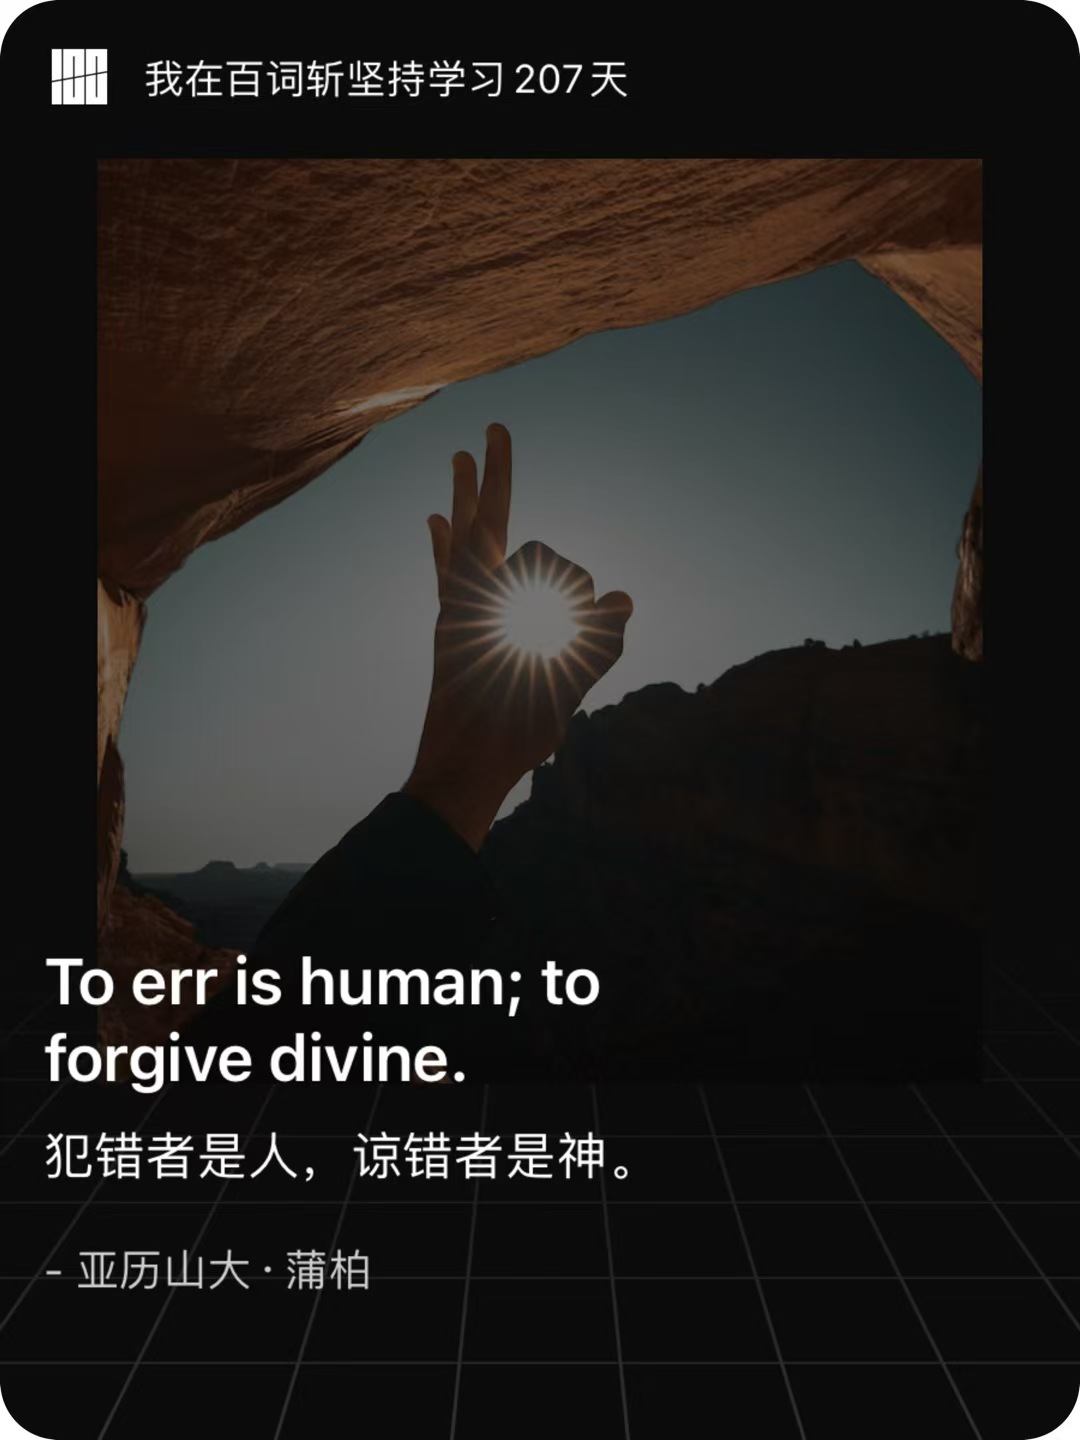 100
我在百词斩坚持学习 207 天
To err is human; to
forgive divine.
犯错者是人，谅错者是神。
- 亚历山大 · 蒲柏